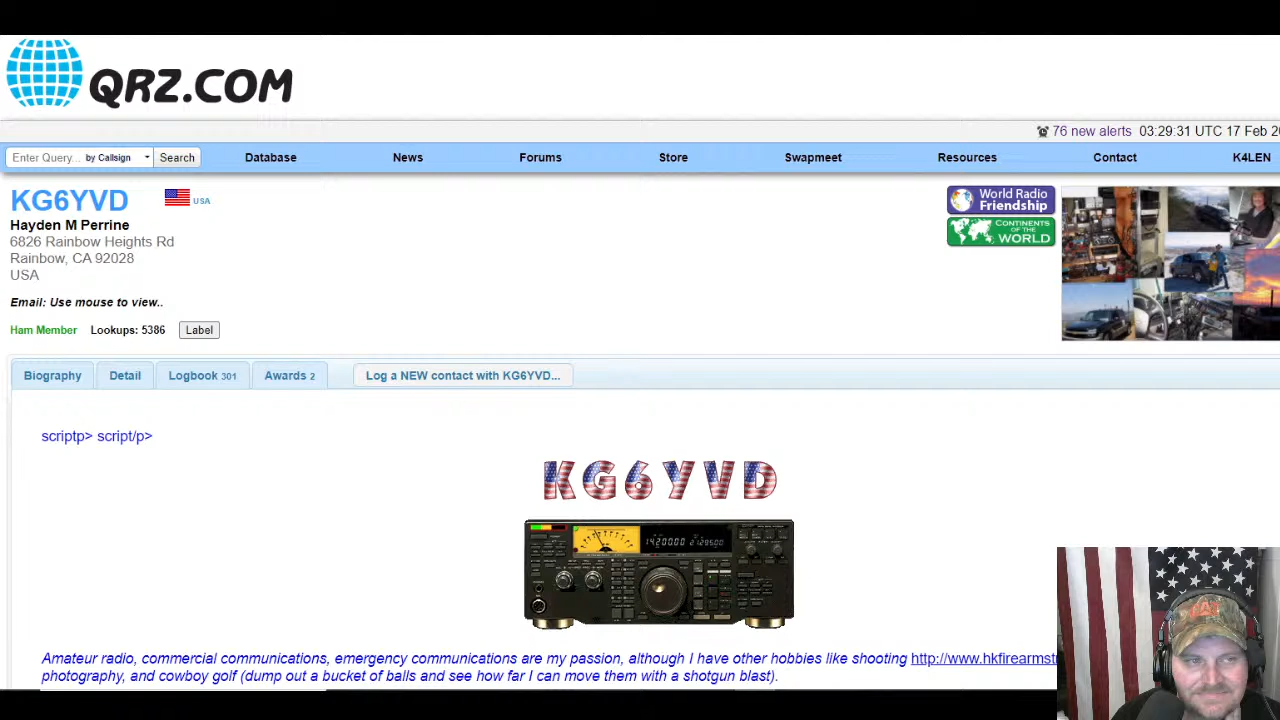 QRZ.COM
76 new alerts 03:29:31 UTC 17 Feb
Enter Query... by Callsign Search Database News Forums Store Swapmeet Resources Contact K4LEN
KG6YVD USA
Hayden M Perrine
6826 Rainbow Heights Rd
Rainbow, CA 92028
USA
Email: Use mouse to view..
Ham Member Lookups: 5386 Label
World Radio
Friendship
CONTINENTS
OF THE
WORLD
Biography Detail Logbook 301 Awards 2 Log a NEW contact with KG6YVD...
scriptp> script/p>
KG6YVD
14.200.00
Amateur radio, commercial communications, emergency communications are my passion, although I have other hobbies like shooting http://www.hkfirearmst
photography, and cowboy golf (dump out a bucket of balls and see how far I can move them with a shotgun blast).